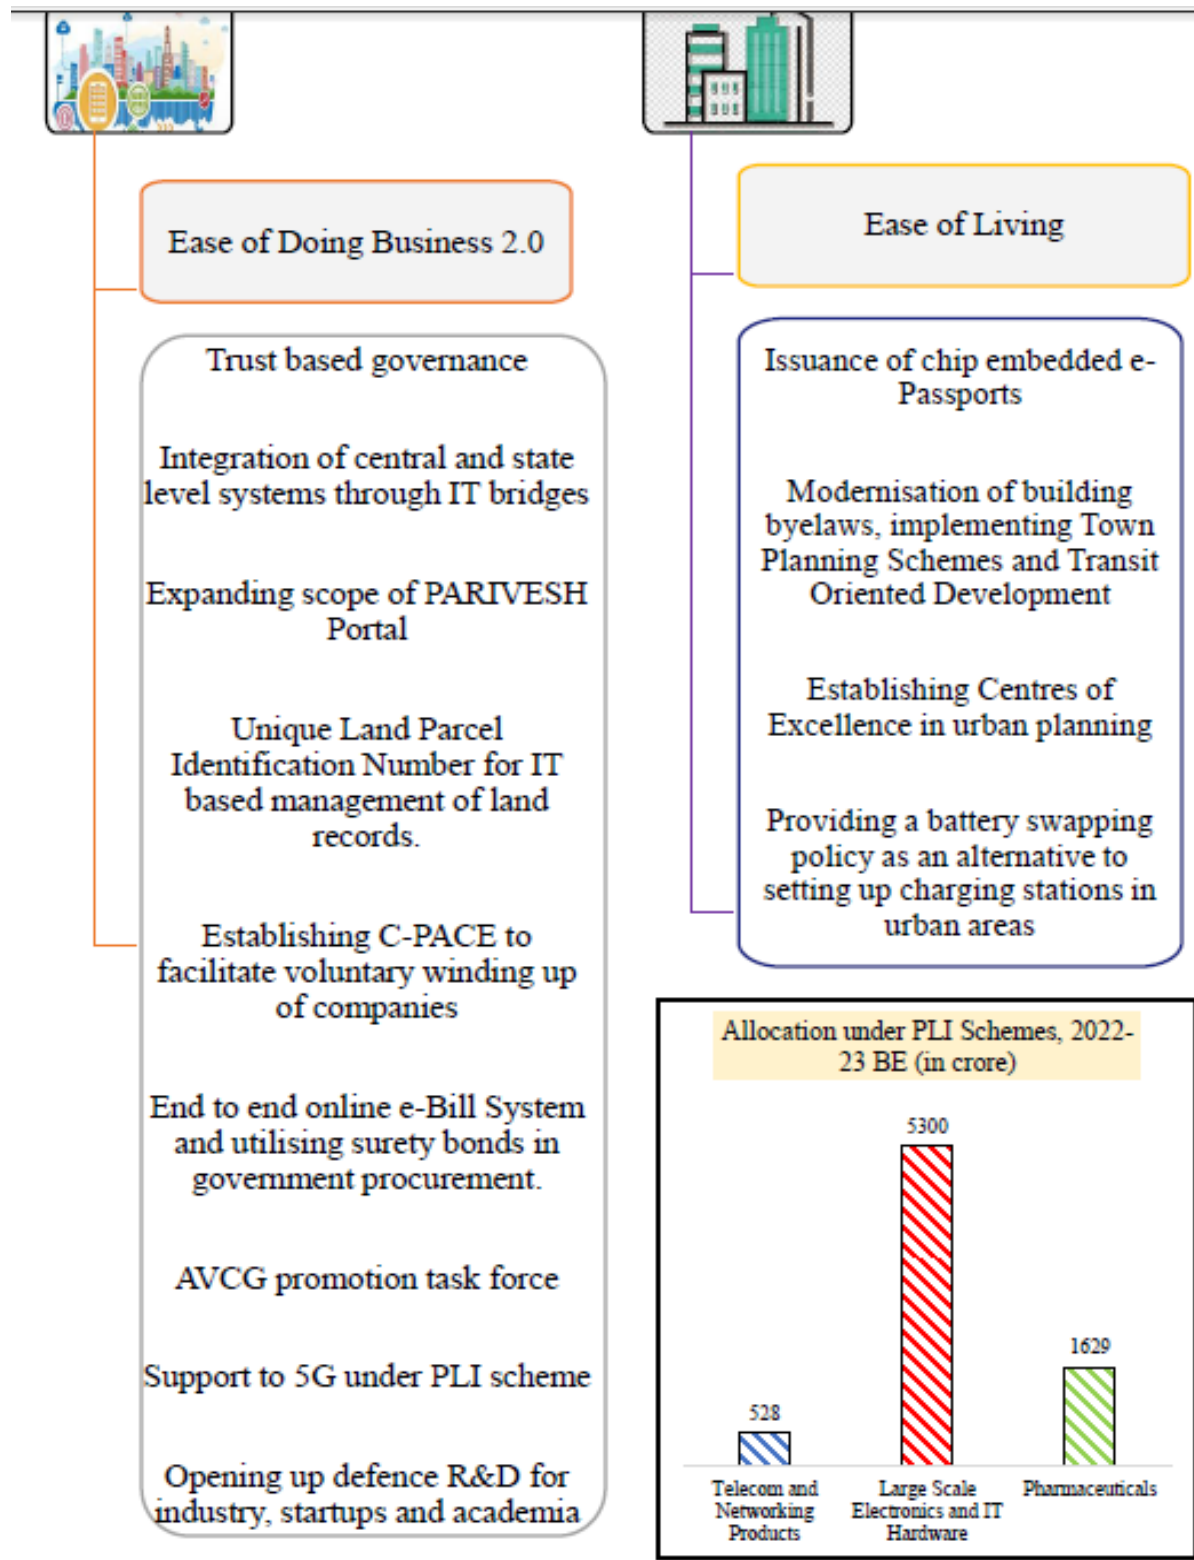 Ease of Doing Business 2.0
Trust based governance
Integration of central and state
level systems through IT bridges
Expanding scope of PARIVESH
Portal
Unique Land Parcel
Identification Number for IT
based management of land
records.
Establishing C-PACE to
facilitate voluntary winding up
of companies
End to end online e-Bill System
and utilising surety bonds in
government procurement.
AVCG promotion task force
Support to 5G under PLI scheme
Opening up defence R&D for
industry, startups and academia
Ease of Living
Issuance of chip embedded e-
Passports
Modernisation of building
byelaws, implementing Town
Planning Schemes and Transit
Oriented Development
Establishing Centres of
Excellence in urban planning
Providing a battery swapping
policy as an alternative to
setting up charging stations in
urban areas
Allocation under PLI Schemes, 2022-
23 BE (in crore)
5300
1629
528
Telecom and
Networking
Products
Large Scale
Electronics and IT
Hardware
Pharmaceuticals